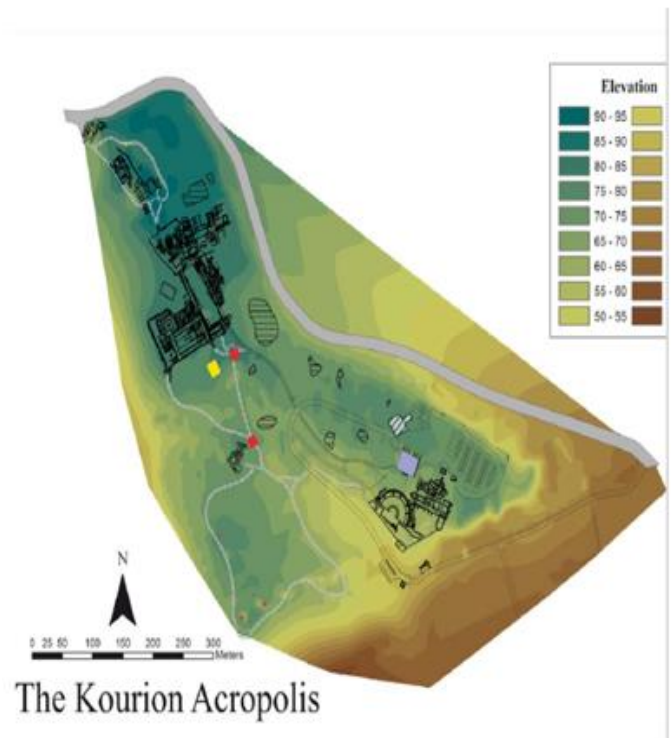 Elevation
90 - 95
85 - 90
80 - 85
75 - 80
70 - 75
65 - 70
60 - 65
55 - 60
50 - 55
N
0 25 50 100 150 200 250 300
Meters
The Kourion Acropolis